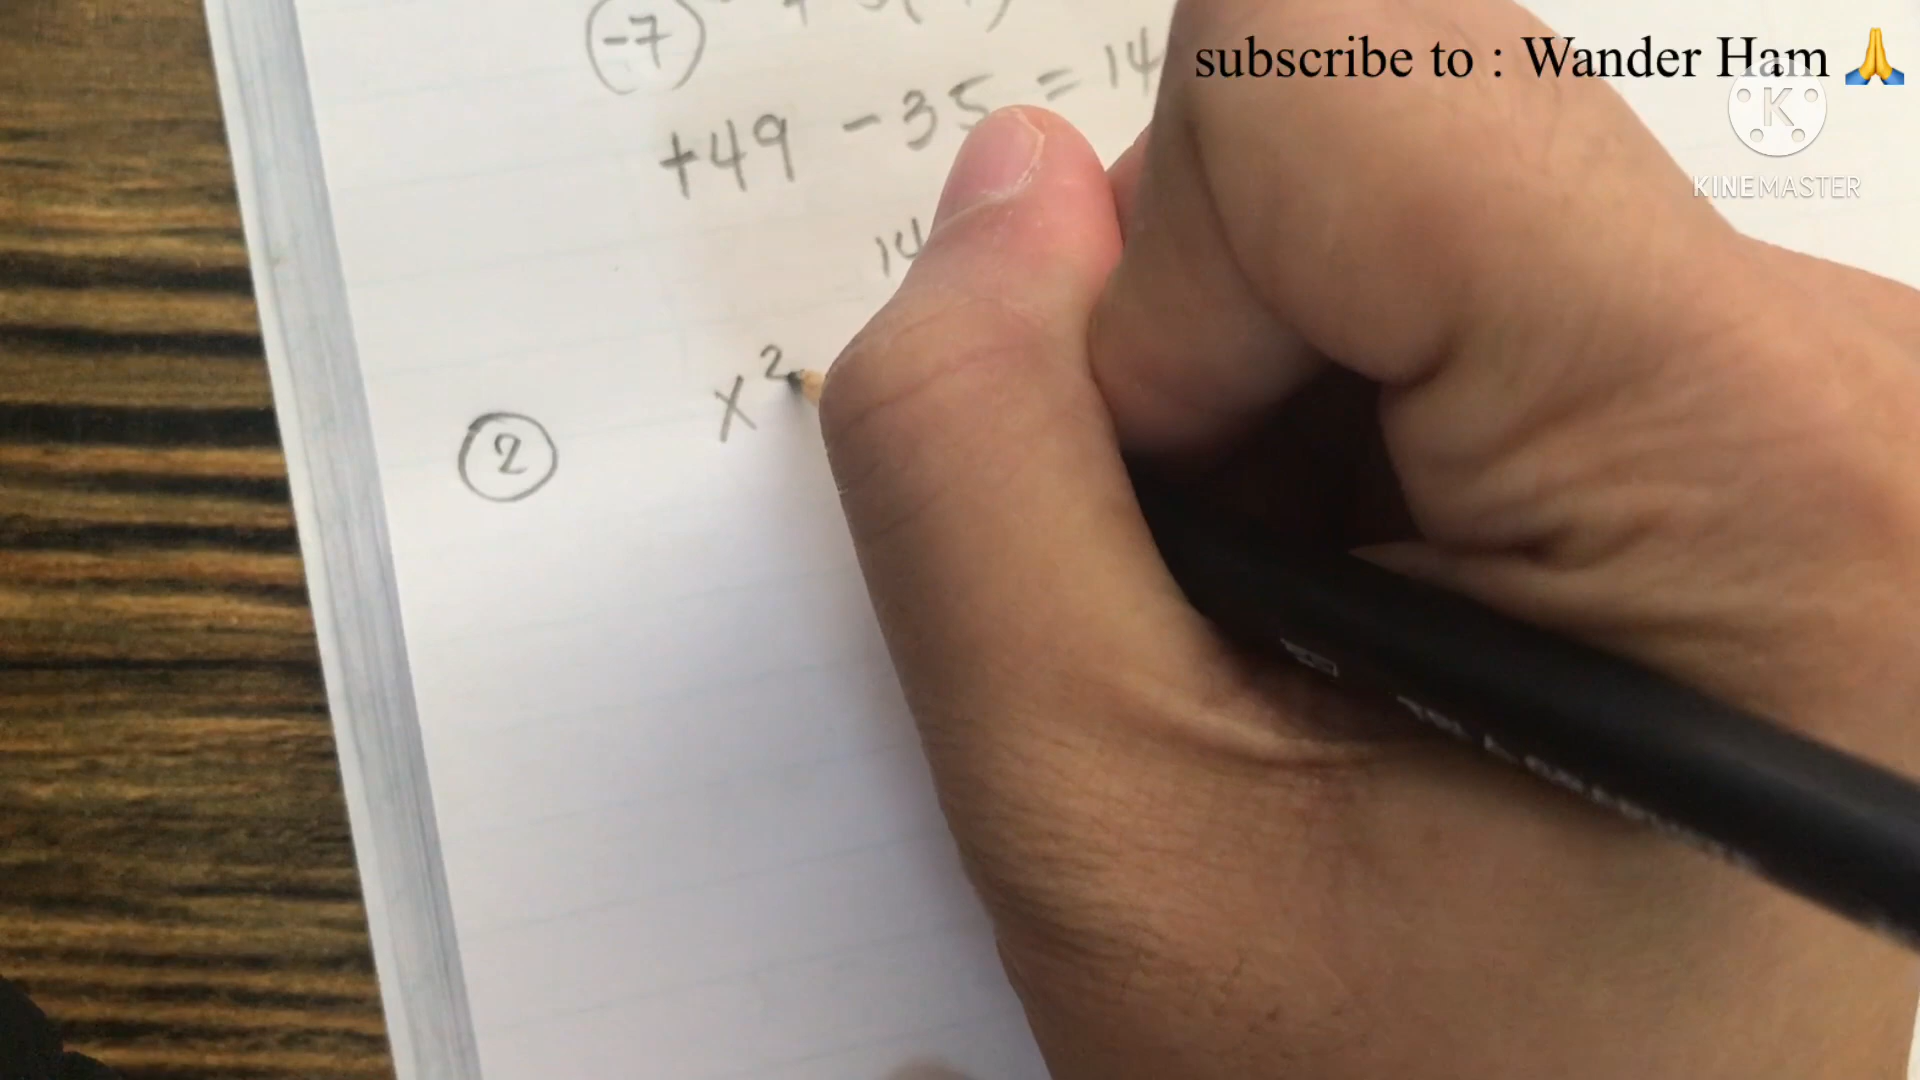 subscribe to : Wander Ham 🙏
KINEMASTER
-7
+49 - 35 = 14
14
② x²